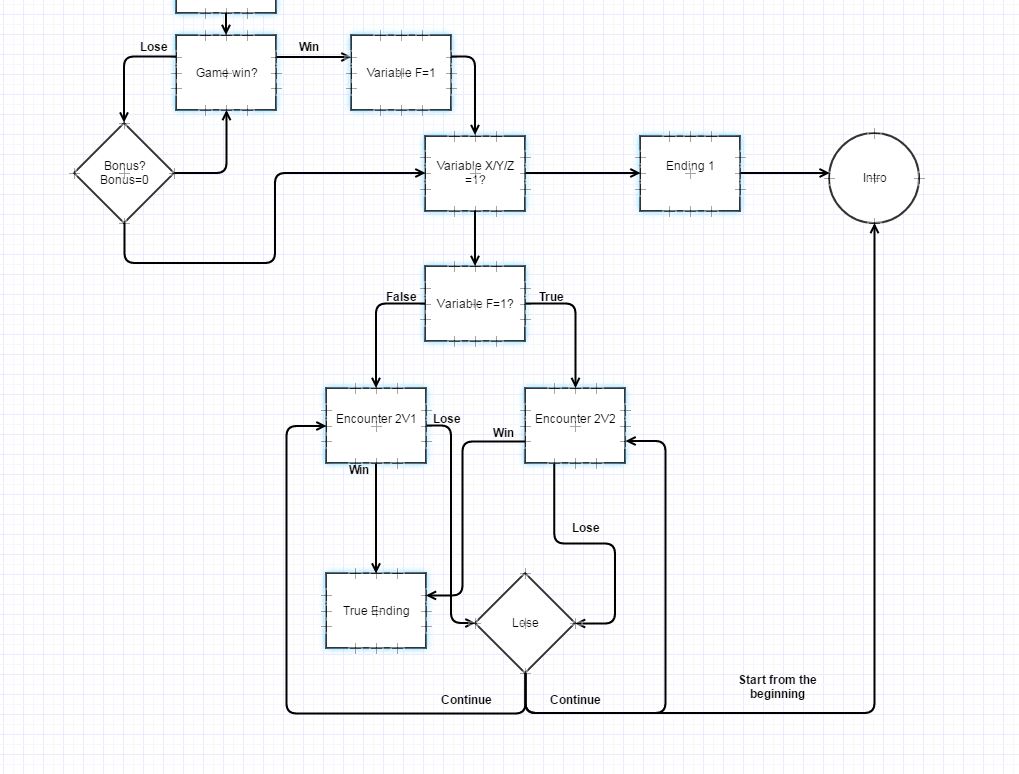 Lose
Win
Game win?
Variable F=1
Bonus?
Bonus=0
Variable X/Y/Z
=1?
Ending 1
Intro
False
Variable F=1?
True
Encounter 2V1
Lose
Win
Encounter 2V2
Win
Lose
True Ending
Lose
Start from the
beginning
Continue
Continue